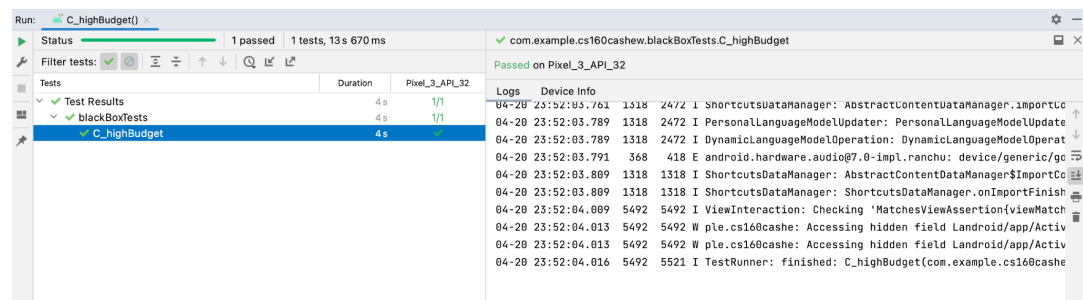 Run: C_highBudget()
Status 1 passed 1 tests, 13 s 670 ms
Filter tests:
Tests Duration Pixel_3_API_32
Test Results 4 s 1/1
blackBoxTests 4 s 1/1
C_highBudget 4 s
com.example.cs160cashew.blackBoxTests.C_highBudget
Passed on Pixel_3_API_32
Logs Device Info
04-20 23:52:03.761 1318 2472 I ShortcutsDataManager: AbstractContentDataManager.importCo
04-20 23:52:03.789 1318 2472 I PersonalLanguageModelUpdater: PersonalLanguageModelUpdate
04-20 23:52:03.789 1318 2472 I DynamicLanguageModelOperation: DynamicLanguageModelOperat
04-20 23:52:03.791 368 418 E android.hardware.audio@7.0-impl.ranchu: device/generic/go
04-20 23:52:03.809 1318 1318 I ShortcutsDataManager: AbstractContentDataManager$ImportCo
04-20 23:52:03.809 1318 1318 I ShortcutsDataManager: ShortcutsDataManager.onImportFinish
04-20 23:52:04.009 5492 5492 I ViewInteraction: Checking 'MatchesViewAssertion{viewMatch
04-20 23:52:04.013 5492 5492 W ple.cs160cashe: Accessing hidden field Landroid/app/Activ
04-20 23:52:04.013 5492 5492 W ple.cs160cashe: Accessing hidden field Landroid/app/Activ
04-20 23:52:04.016 5492 5521 I TestRunner: finished: C_highBudget(com.example.cs160cashe